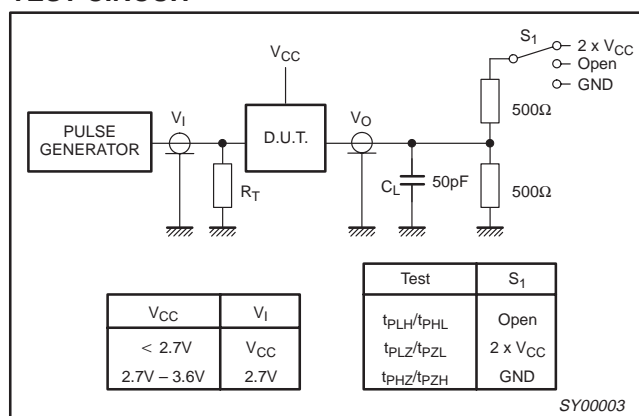 S1
2 x VCC
Open
GND
VCC
VI
VO
500Ω
PULSE
GENERATOR
D.U.T.
RT
CL
50pF
500Ω
VCC VI
< 2.7V VCC
2.7V – 3.6V 2.7V
Test S1
tPLH/tPHL Open
tPLZ/tPZL 2 x VCC
tPHZ/tPZH GND
SY00003